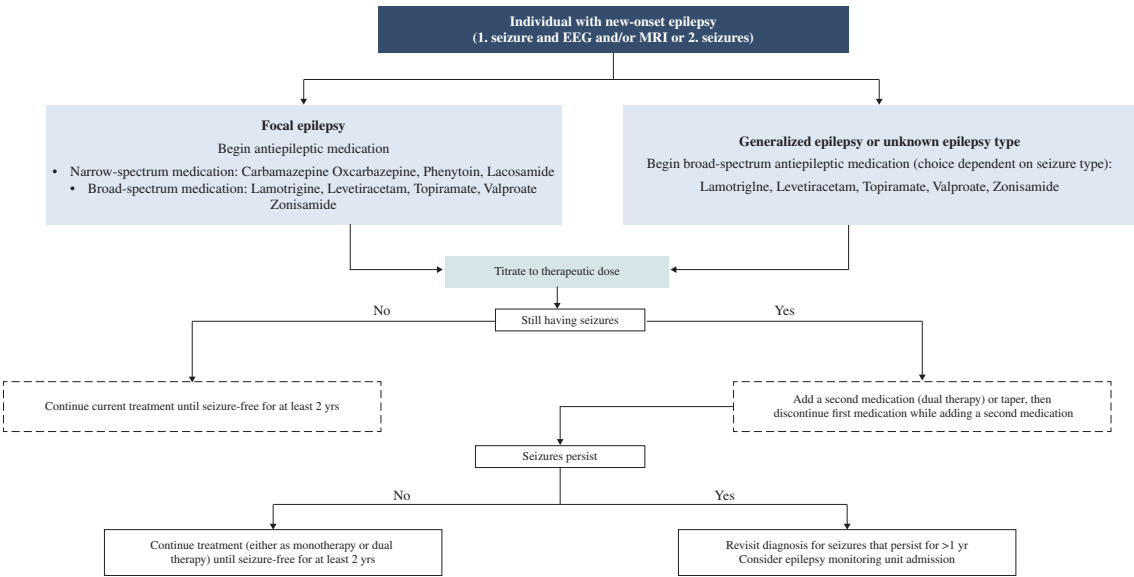 Individual with new-onset epilepsy
(1. seizure and EEG and/or MRI or 2. seizures)
Focal epilepsy
Begin antiepileptic medication
• Narrow-spectrum medication: Carbamazepine Oxcarbazepine, Phenytoin, Lacosamide
• Broad-spectrum medication: Lamotrigine, Levetiracetam, Topiramate, Valproate
Zonisamide
Generalized epilepsy or unknown epilepsy type
Begin broad-spectrum antiepileptic medication (choice dependent on seizure type):
Lamotriglne, Levetiracetam, Topiramate, Valproate, Zonisamide
Titrate to therapeutic dose
Still having seizures
No
Yes
Continue current treatment until seizure-free for at least 2 yrs
Add a second medication (dual therapy) or taper, then
discontinue first medication while adding a second medication
Seizures persist
No
Yes
Continue treatment (either as monotherapy or dual
therapy) until seizure-free for at least 2 yrs
Revisit diagnosis for seizures that persist for >1 yr
Consider epilepsy monitoring unit admission